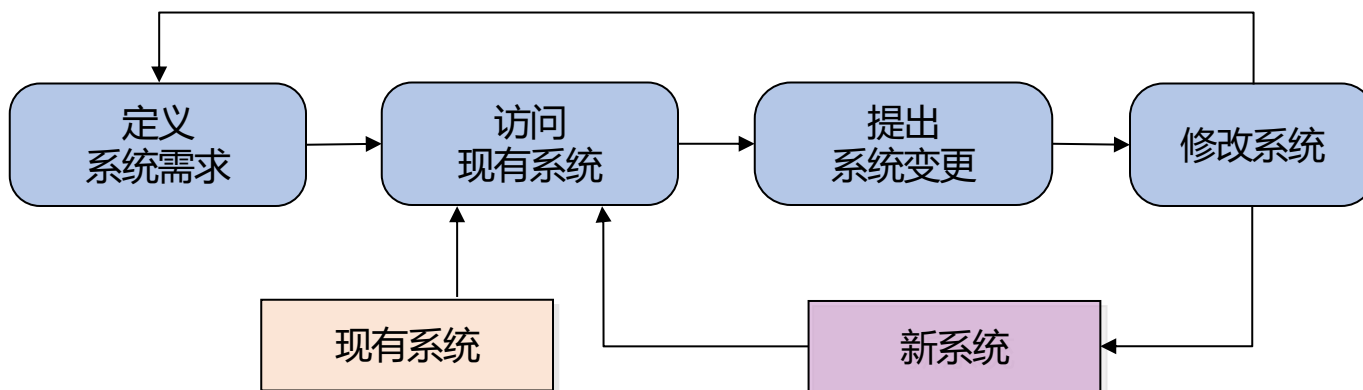 定义
系统需求
访问
现有系统
提出
系统变更
修改系统
现有系统
新系统